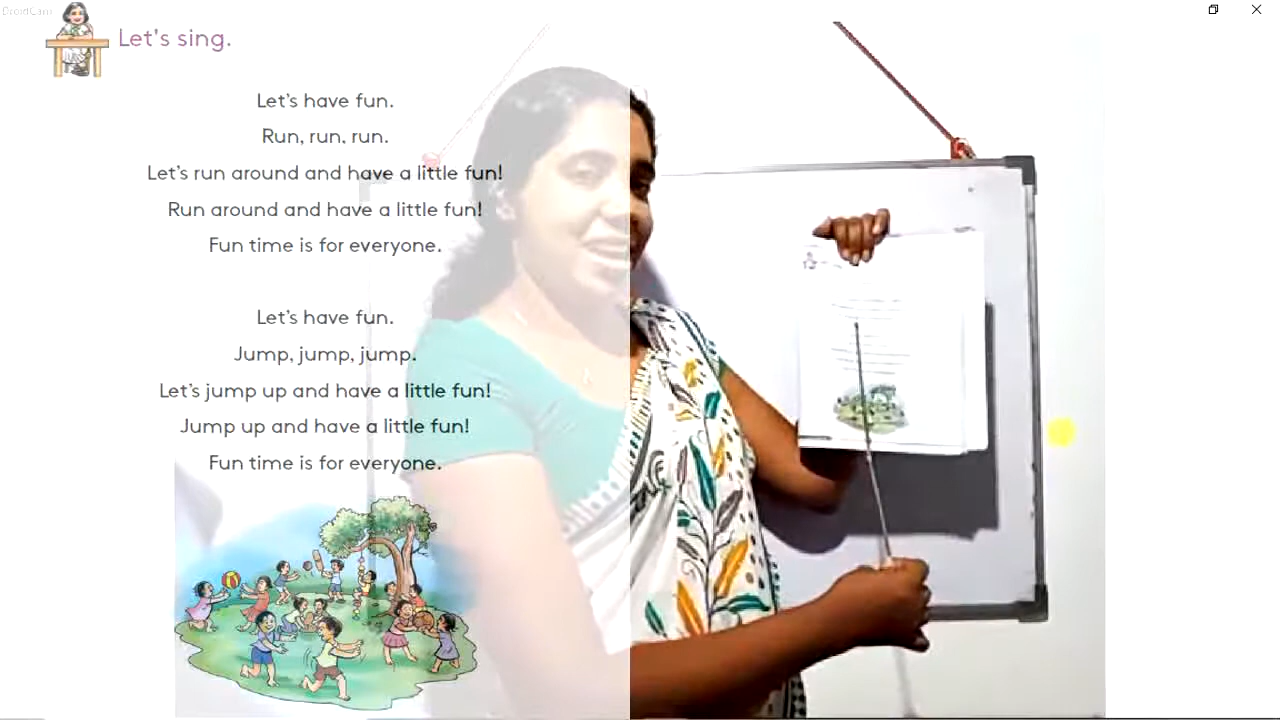 DroidCam
Let's sing.
Let's have fun.
Run, run, run.
Let's run around and have a little fun!
Run around and have a little fun!
Fun time is for everyone.
Let's have fun.
Jump, jump, jump.
Let's jump up and have a little fun!
Jump up and have a little fun!
Fun time is for everyone.